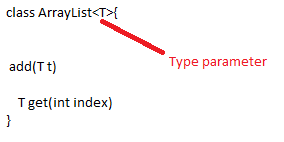 class ArrayList<T>{
add(T t)
Type parameter
T get(int index)
}